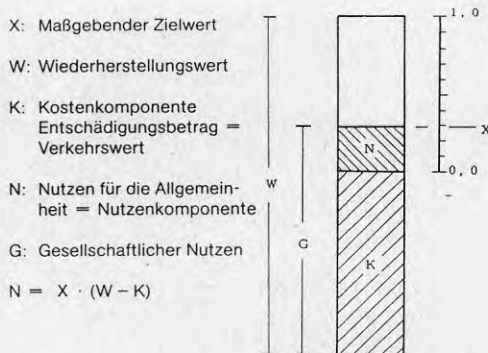 X: Maßgebender Zielwert
W: Wiederherstellungswert
K: Kostenkomponente
Entschädigungsbetrag =
Verkehrswert
N: Nutzen für die Allgemein-
heit = Nutzenkomponente
G: Gesellschaftlicher Nutzen
N = X · (W – K)
W
G
N
K
1,0
X
0,0